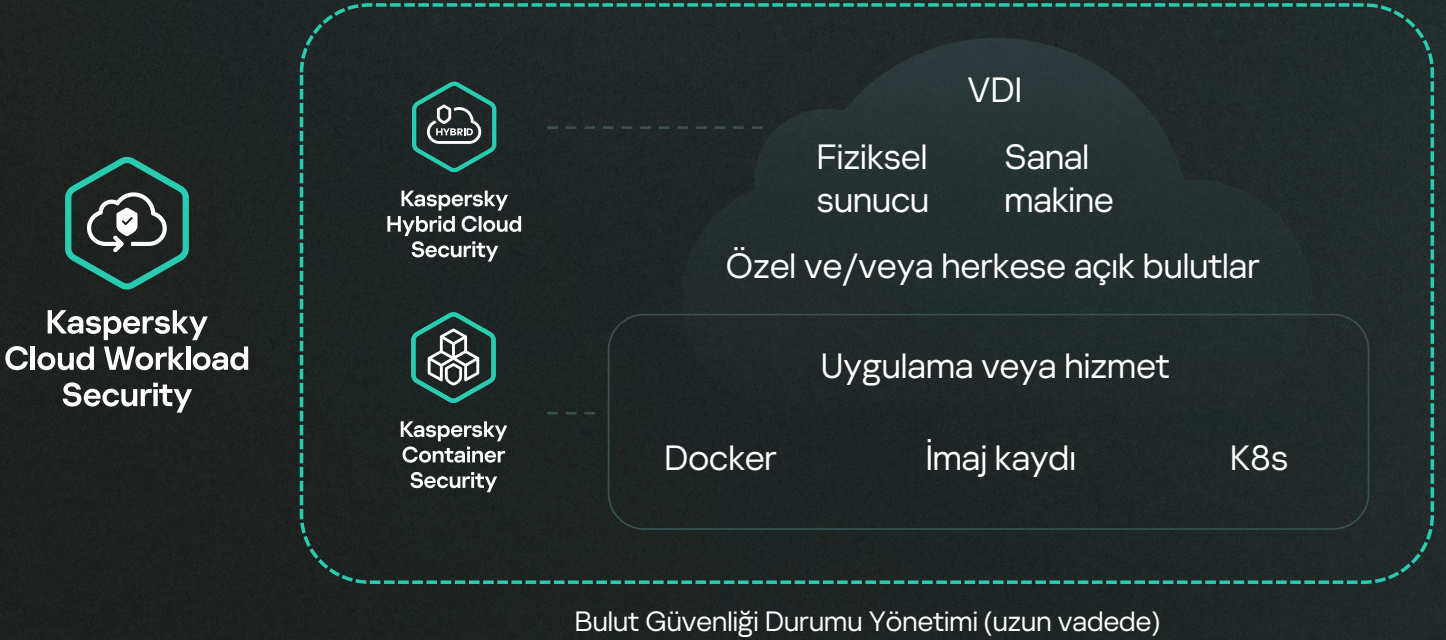 Kaspersky
Cloud Workload
Security
HYBRID
Kaspersky
Hybrid Cloud
Security
VDI
Fiziksel
sunucu
Sanal
makine
Özel ve/veya herkese açık bulutlar
Kaspersky
Container
Security
Uygulama veya hizmet
Docker
İmaj kaydı
K8s
Bulut Güvenliği Durumu Yönetimi (uzun vadede)